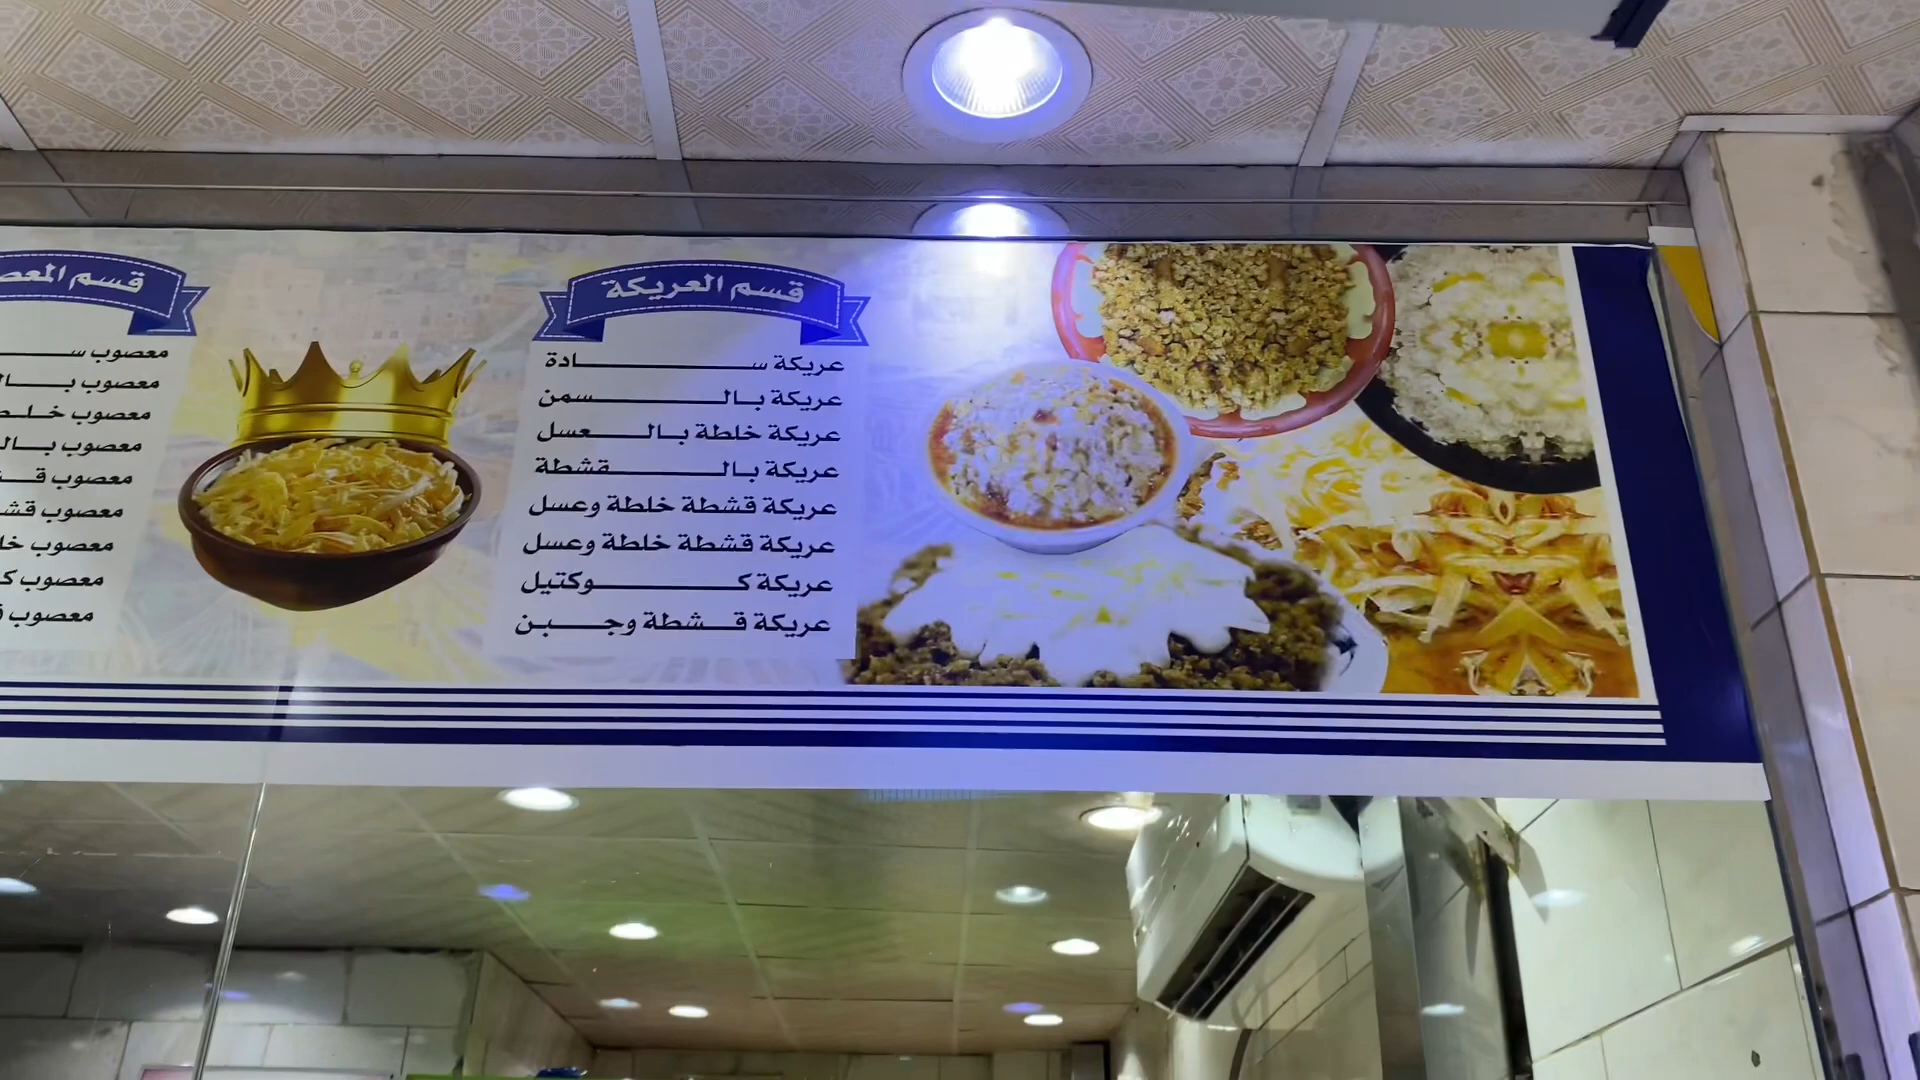 قسم العريكة
عريكة سادة
عريكة بالسمن
عريكة خلطة بالعسل
عريكة بالقشطة
عريكة قشطة خلطة وعسل
عريكة قشطة خلطة وعسل
عريكة كوكتيل
عريكة قشطة وجبن
قسم
معصوب
معصوب
معصوب
معصوب
معصوب
معصوب
معصوب
معصوب
معصوب